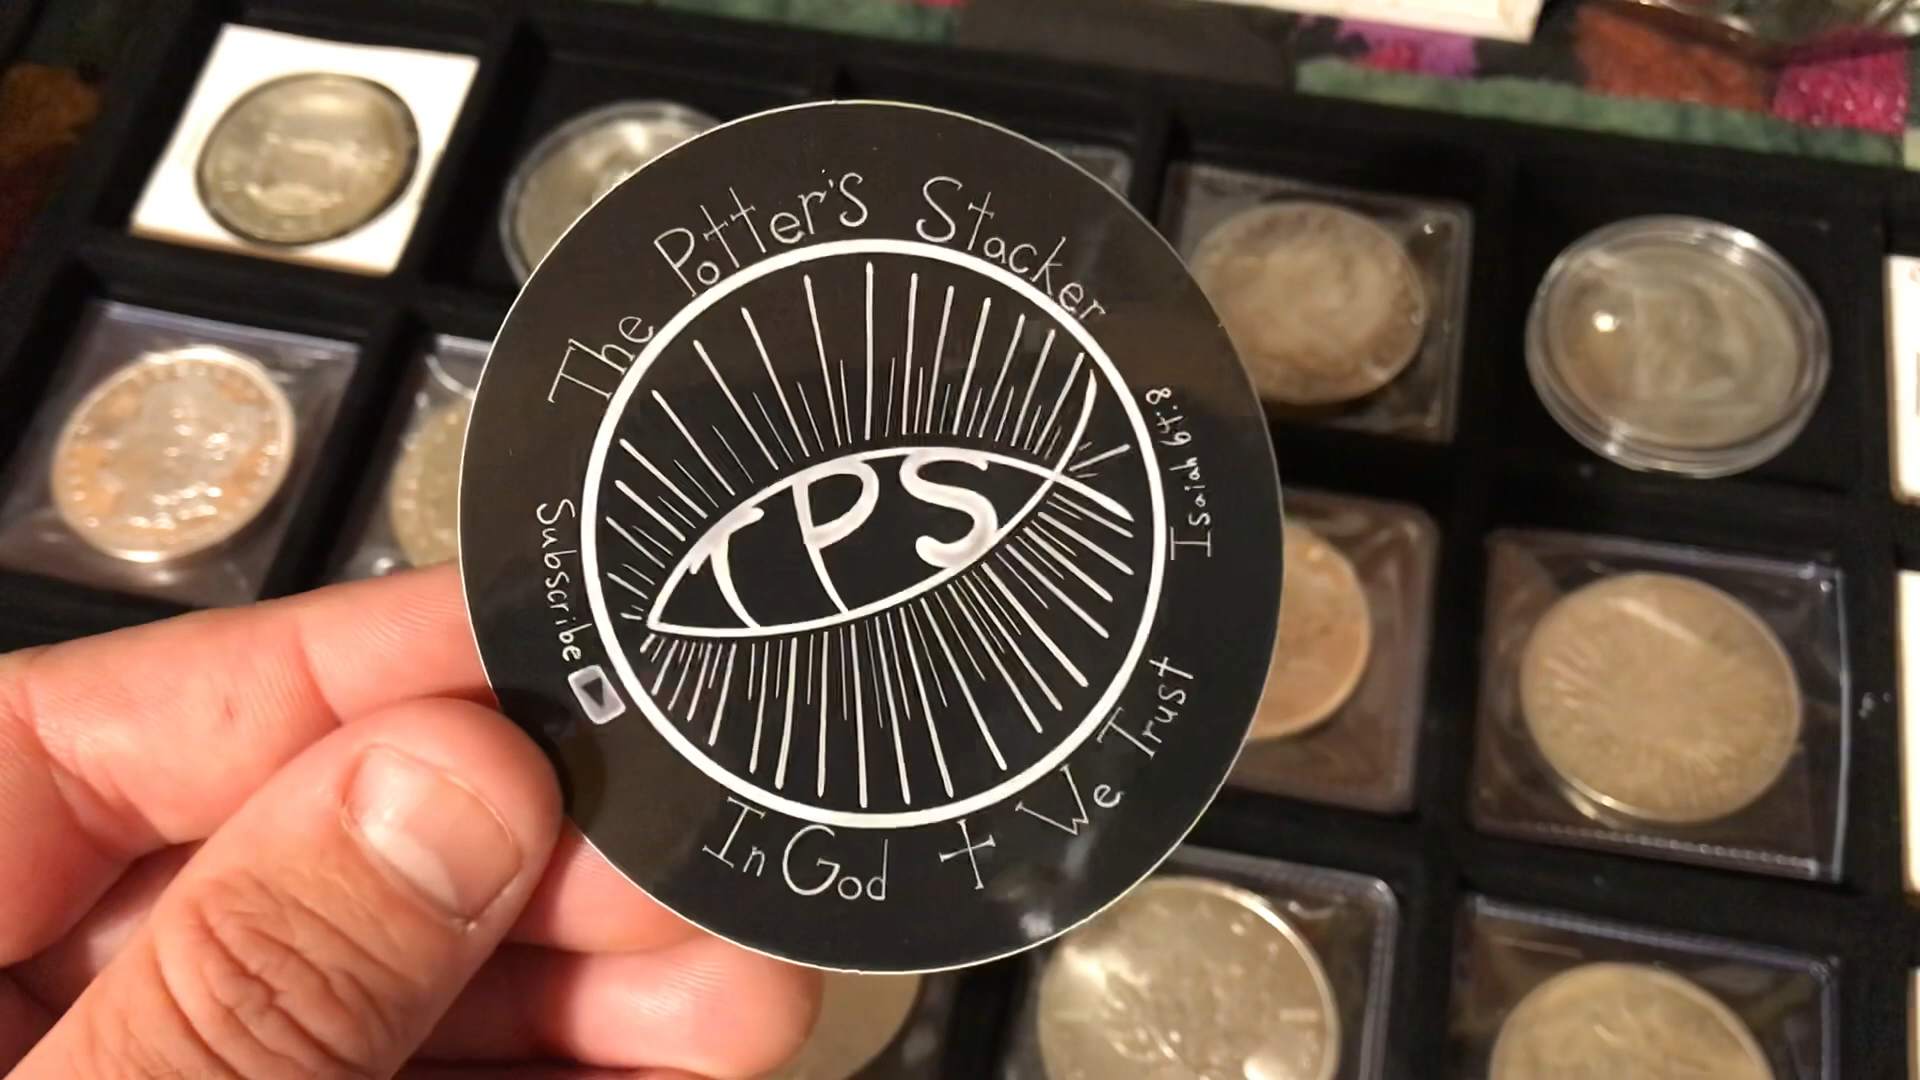 The Potter's Stacker
TPS
Isaiah 64:8
Subscribe
In God We Trust